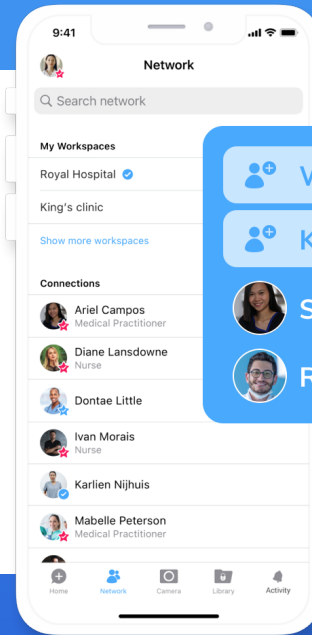 9:41
Network
Search network
My Workspaces
Royal Hospital
King's clinic
Show more workspaces
Connections
Ariel Campos
Medical Practitioner
Diane Lansdowne
Nurse
Dontae Little
Ivan Morais
Nurse
Karlien Nijhuis
Mabelle Peterson
Medical Practitioner
Home Network Camera Library Activity
S
R